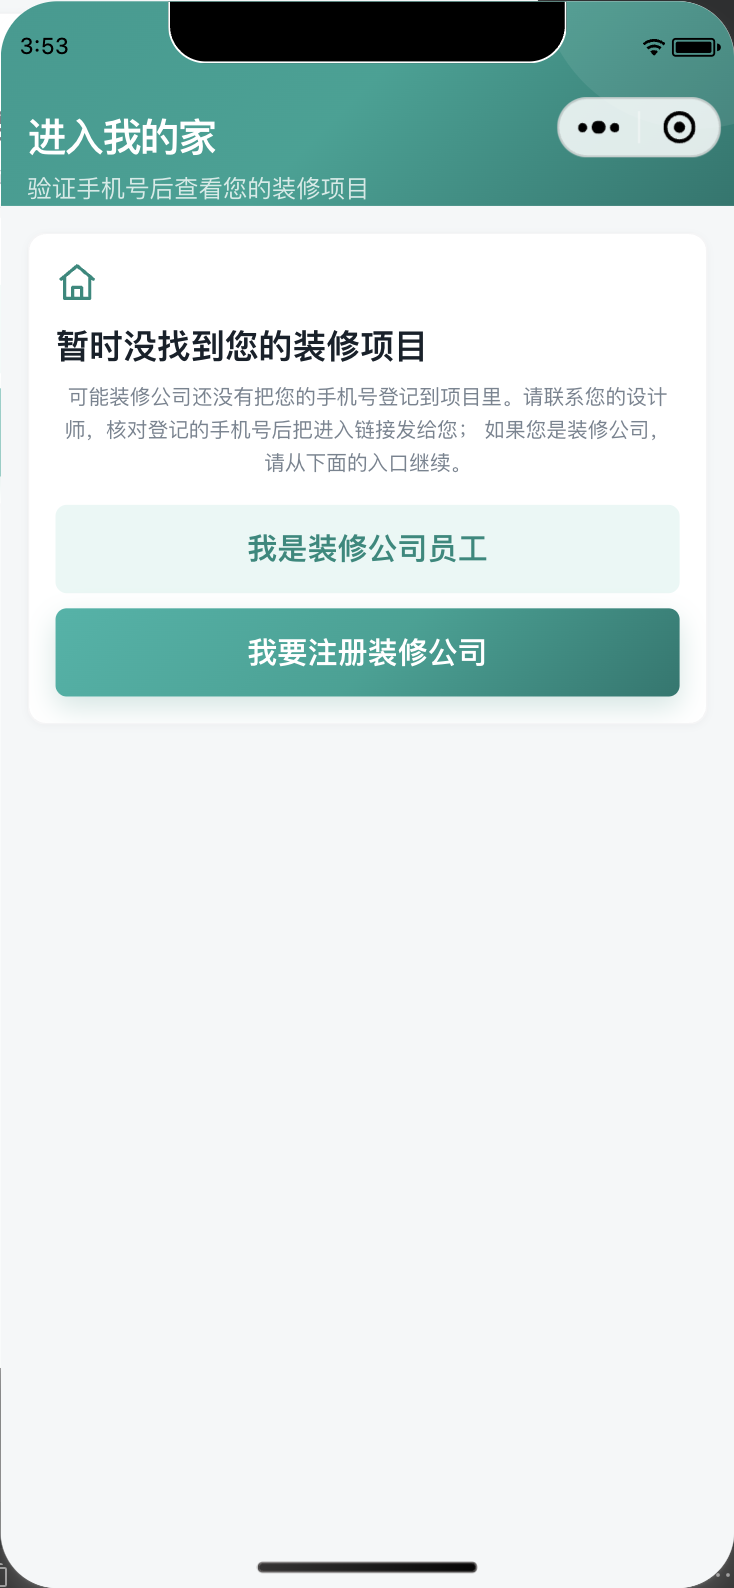 3:53
进入我的家
验证手机号后查看您的装修项目
暂时没找到您的装修项目
可能装修公司还没有把您的手机号登记到项目里。请联系您的设计
师，核对登记的手机号后把进入链接发给您； 如果您是装修公司，
请从下面的入口继续。
我是装修公司员工
我要注册装修公司